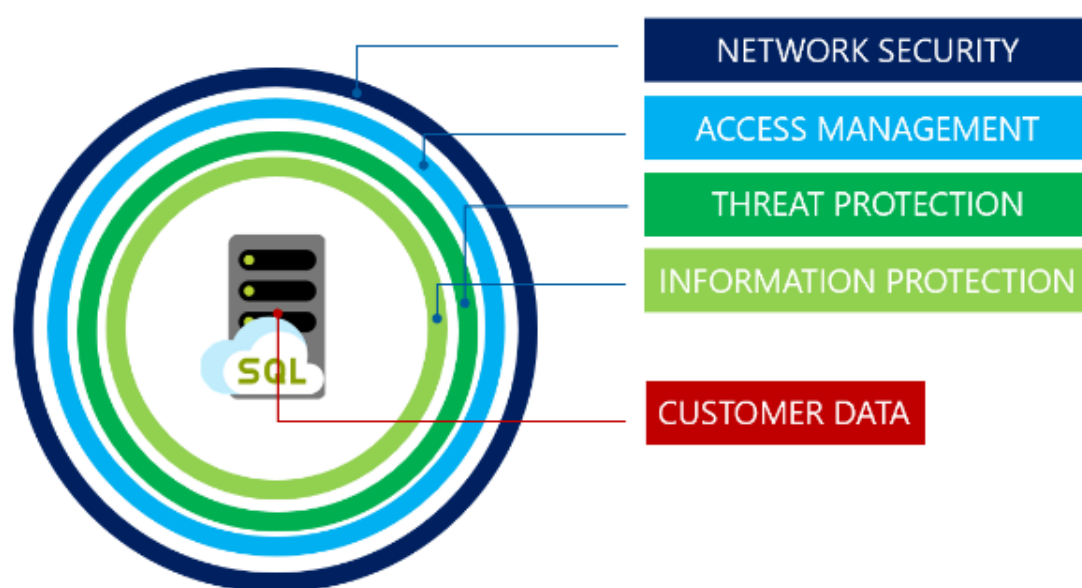 NETWORK SECURITY
ACCESS MANAGEMENT
THREAT PROTECTION
INFORMATION PROTECTION
SQL
CUSTOMER DATA